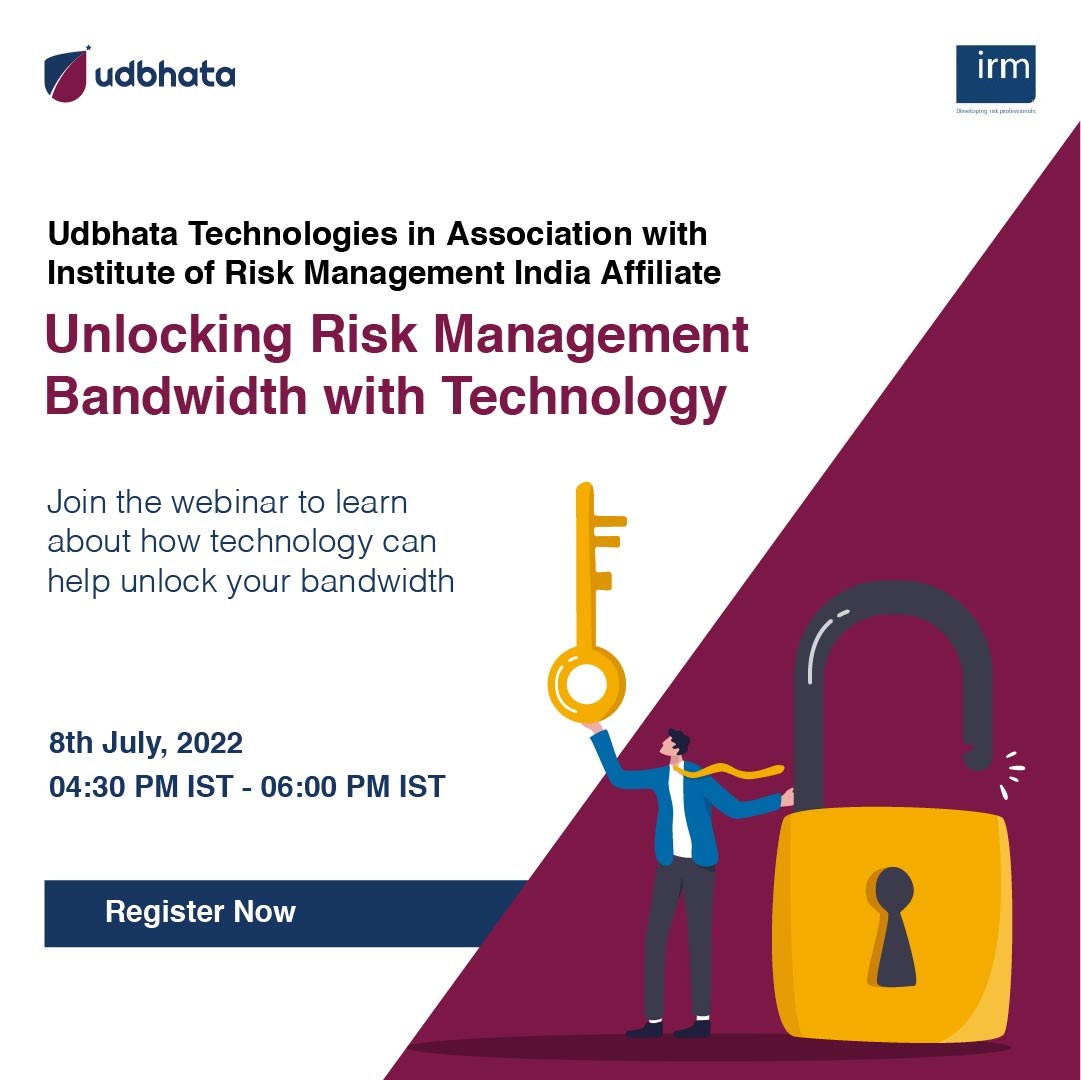 udbhata
irm
Developing risk professionals
Udbhata Technologies in Association with
Institute of Risk Management India Affiliate
Unlocking Risk Management
Bandwidth with Technology
Join the webinar to learn
about how technology can
help unlock your bandwidth
8th July, 2022
04:30 PM IST - 06:00 PM IST
Register Now